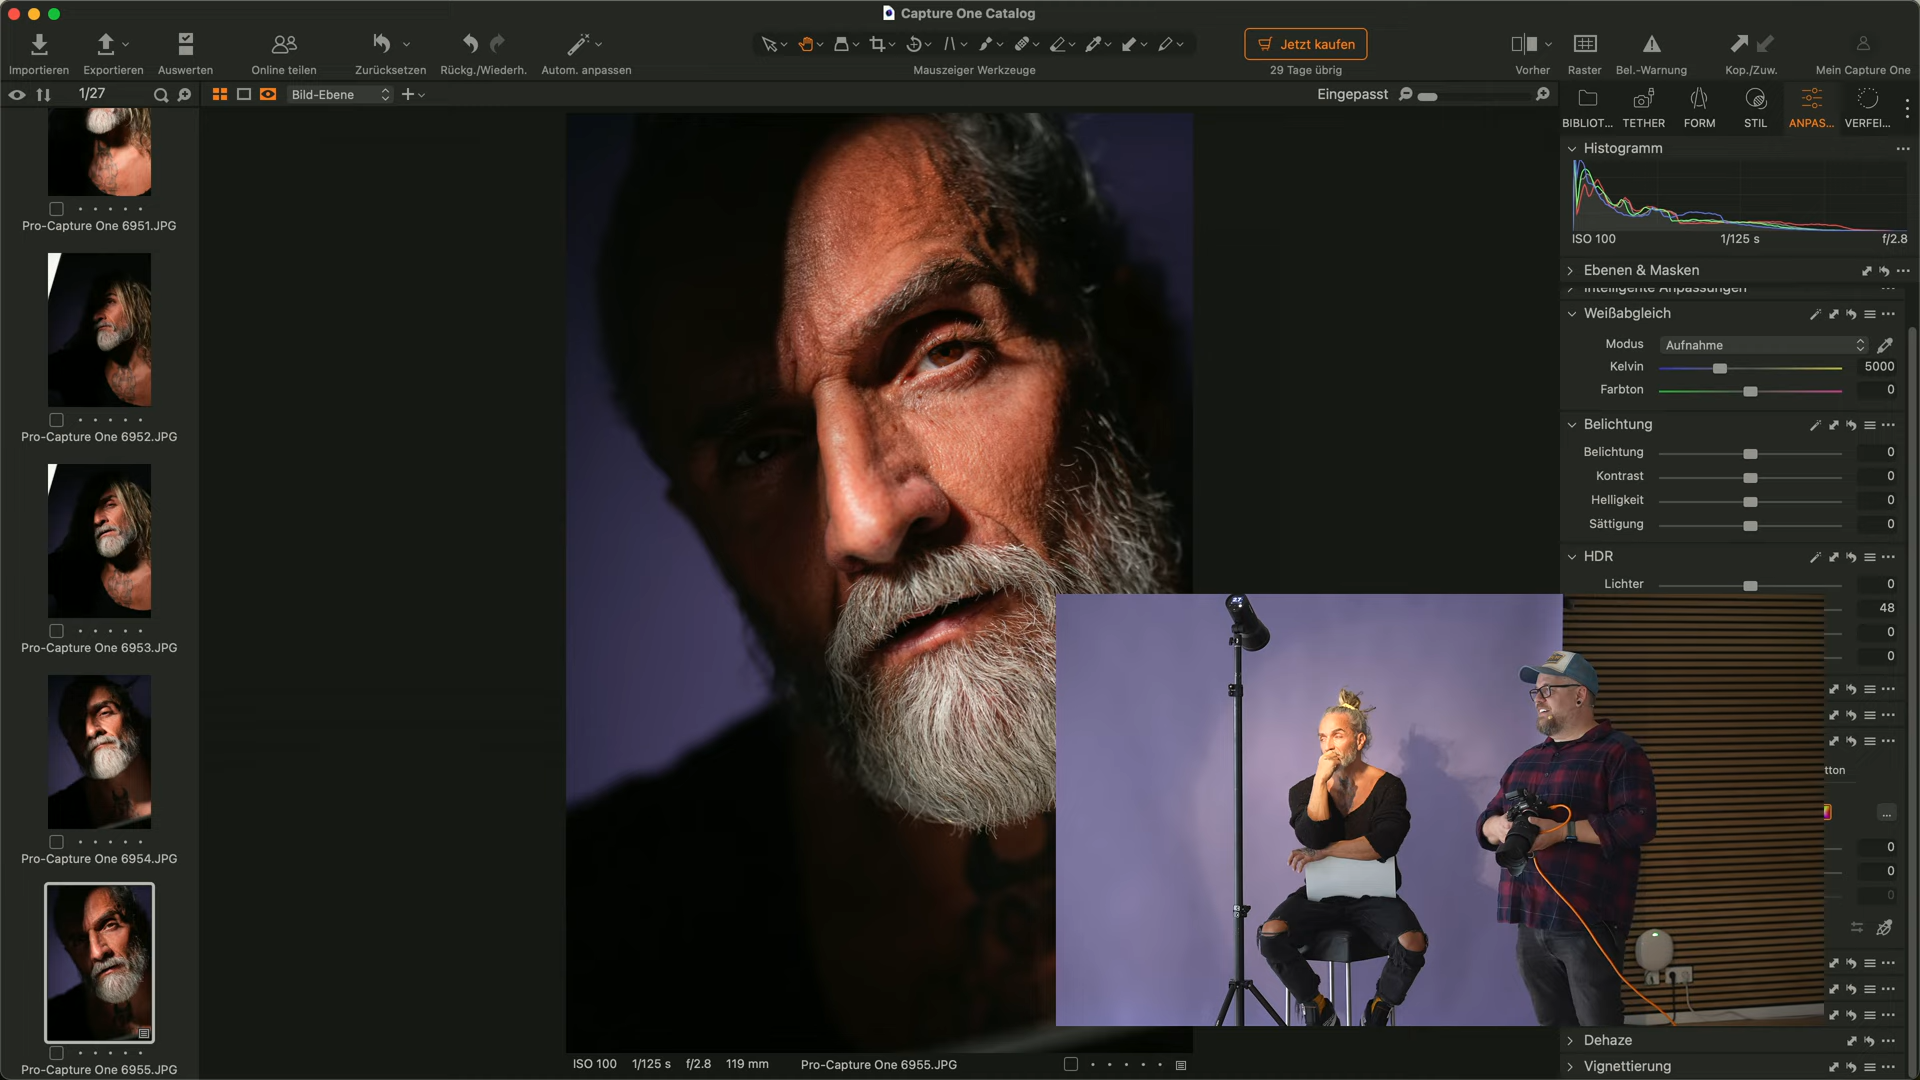 Capture One Catalog
Importieren
Exportieren
Auswerten
Online teilen
Zurücksetzen
Rückg./Wiederh.
Autom. anpassen
Mauszeiger Werkzeuge
Jetzt kaufen
29 Tage übrig
Vorher
Raster
Bel.-Warnung
Kop./Zuw.
Mein Capture One
1/27
Bild-Ebene
Eingepasst
BIBLIOT...
TETHER
FORM
STIL
ANPAS...
VERFEI...
Histogramm
ISO 100
1/125 s
f/2.8
Ebenen & Masken
Intelligente Anpassungen
Weißabgleich
Modus
Aufnahme
Kelvin
5000
Farbton
0
Belichtung
Belichtung
0
Kontrast
0
Helligkeit
0
Sättigung
0
HDR
Lichter
0
48
0
0
tton
...
0
0
0
Dehaze
Vignettierung
Pro-Capture One 6951.JPG
Pro-Capture One 6952.JPG
Pro-Capture One 6953.JPG
Pro-Capture One 6954.JPG
Pro-Capture One 6955.JPG
ISO 100
1/125 s
f/2.8
119 mm
Pro-Capture One 6955.JPG